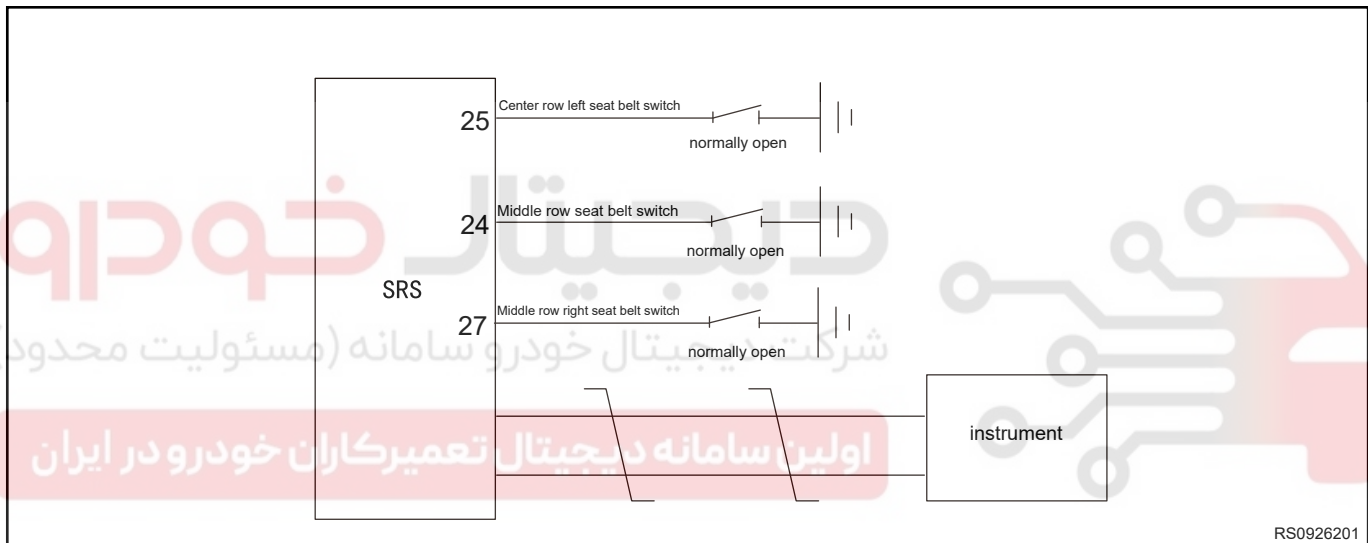 25
Center row left seat belt switch
normally open
دیجیتال خودرو
24
Middle row seat belt switch
normally open
SRS
27
Middle row right seat belt switch
normally open
شرکت دیجیتال خودرو سامانه (مسئولیت محدود)
instrument
اولین سامانه دیجیتال تعمیرکاران خودرو در ایران
RS0926201